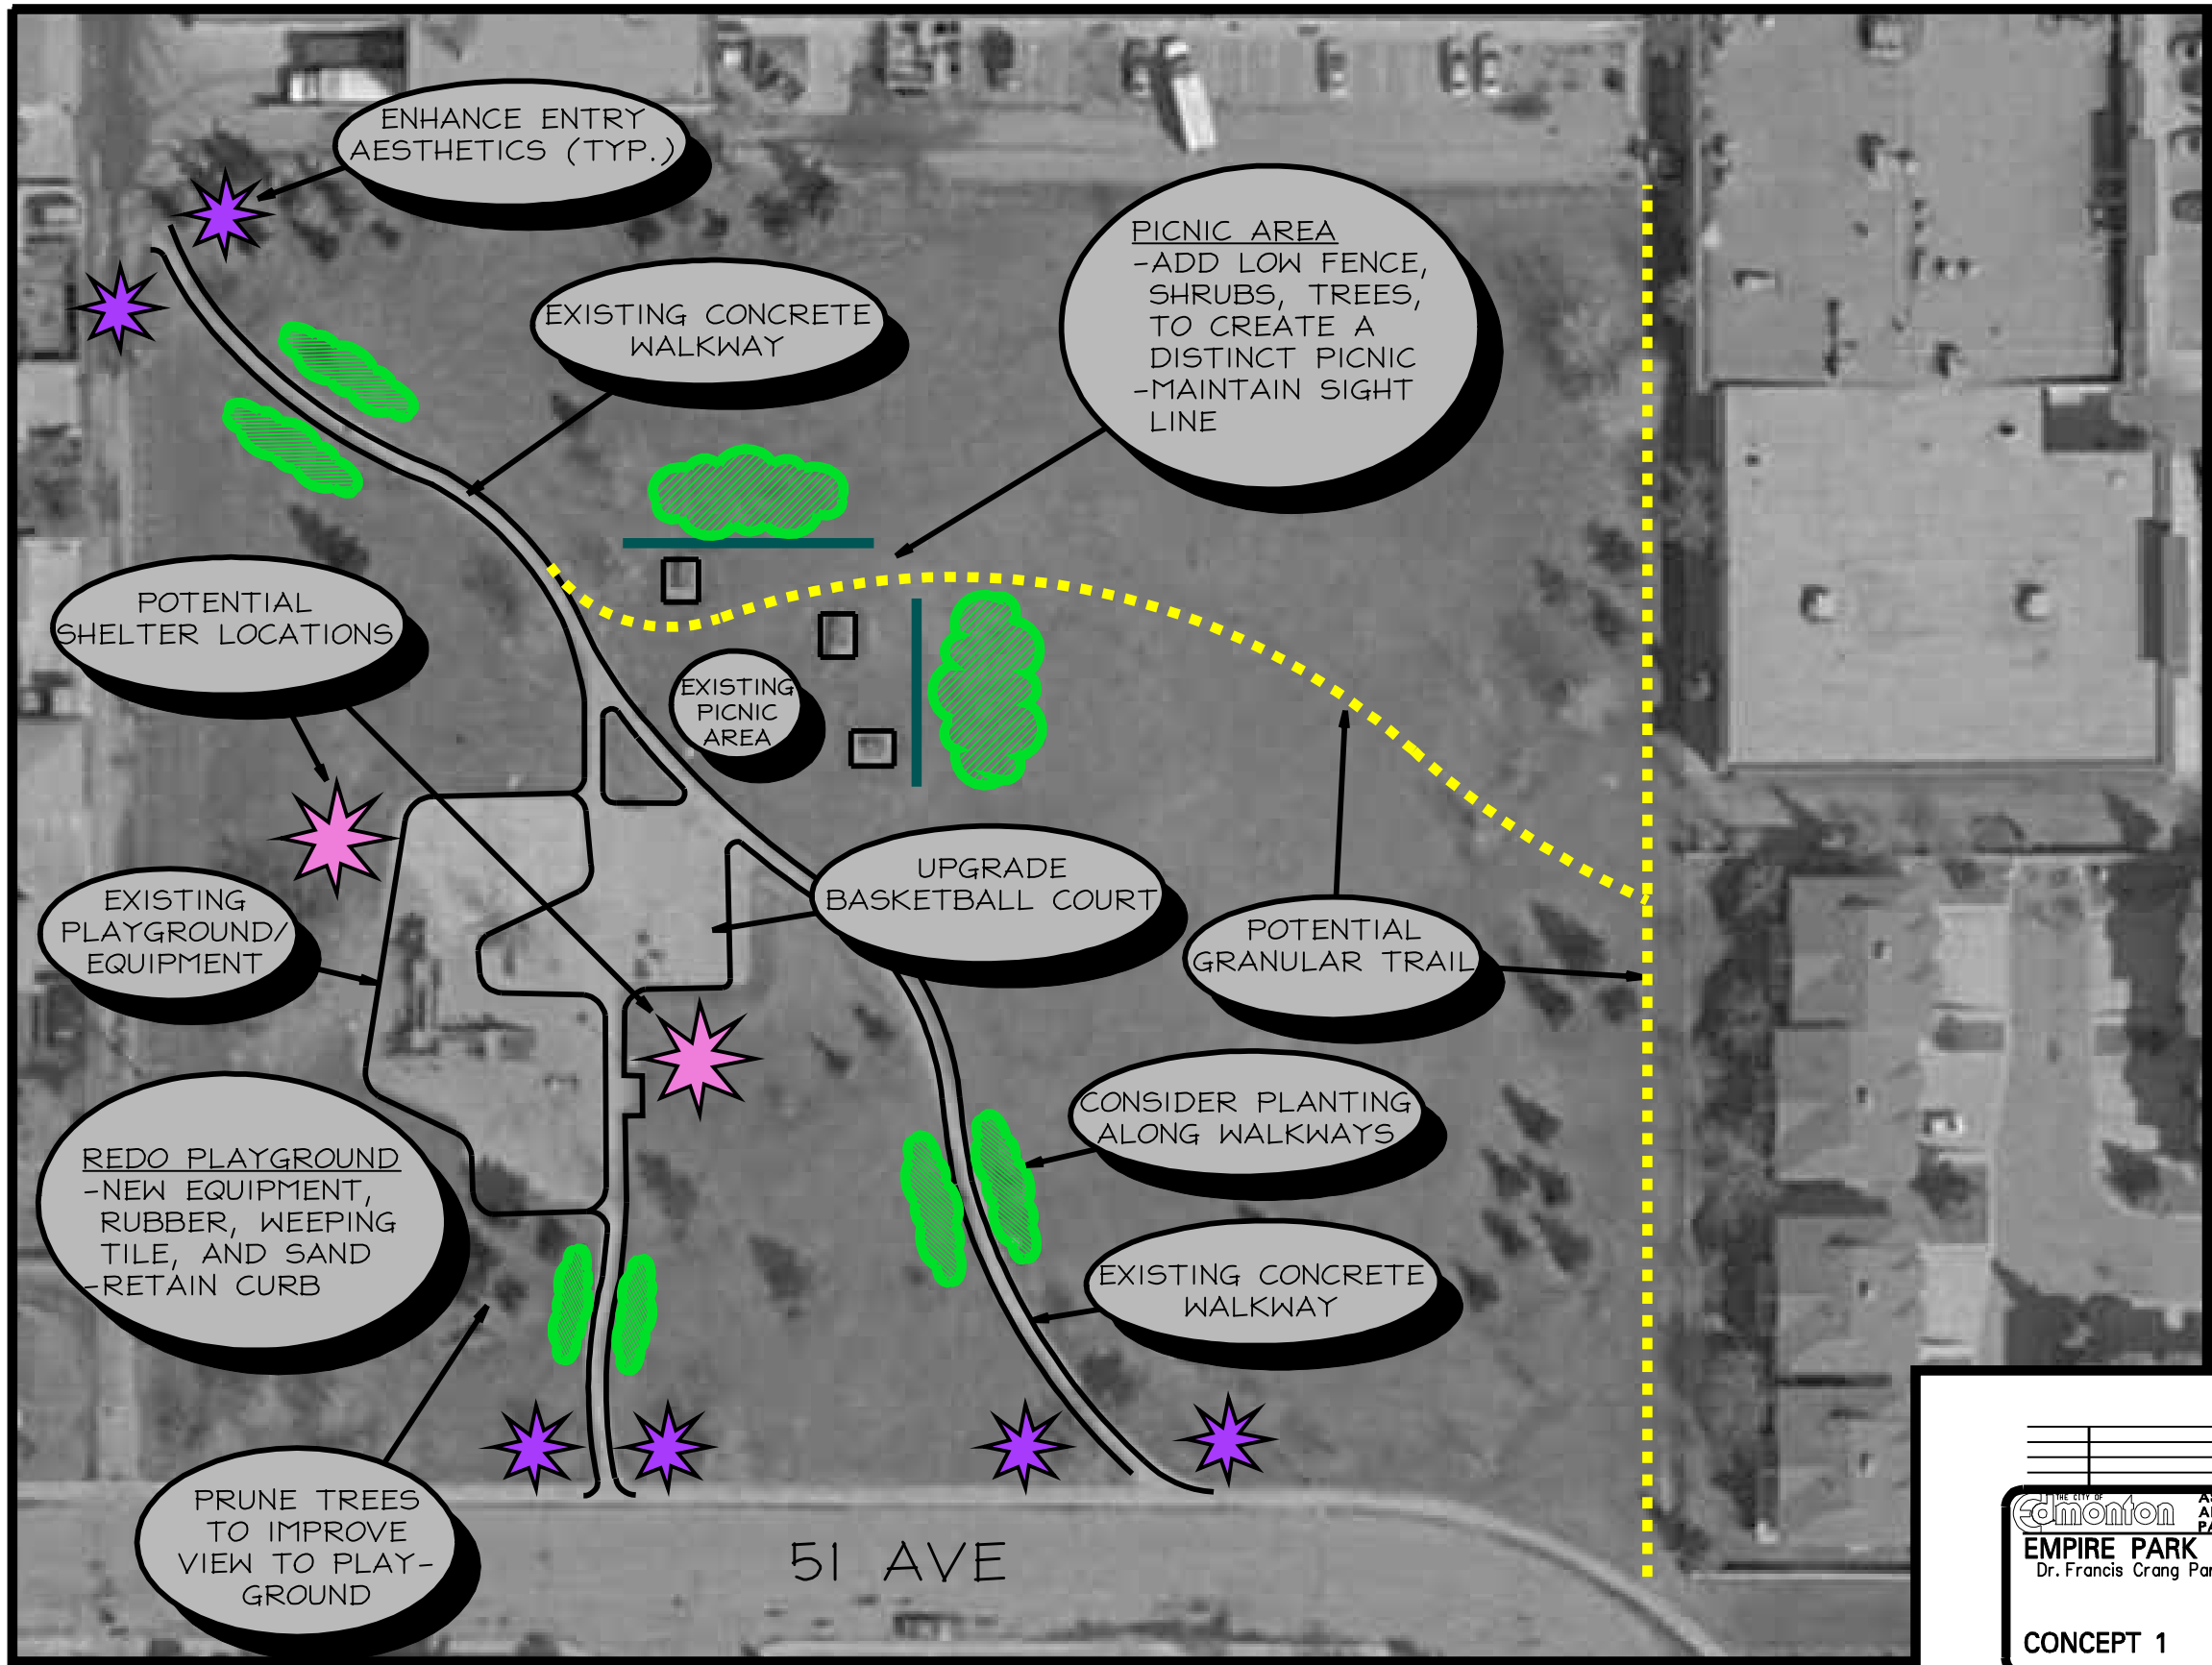 ENHANCE ENTRY
AESTHETICS (TYP.)
EXISTING CONCRETE
WALKWAY
PICNIC AREA
-ADD LOW FENCE,
SHRUBS, TREES,
TO CREATE A
DISTINCT PICNIC
-MAINTAIN SIGHT
LINE
POTENTIAL
SHELTER LOCATIONS
EXISTING
PICNIC
AREA
UPGRADE
BASKETBALL COURT
EXISTING
PLAYGROUND/
EQUIPMENT
POTENTIAL
GRANULAR TRAIL
CONSIDER PLANTING
ALONG WALKWAYS
REDO PLAYGROUND
-NEW EQUIPMENT,
RUBBER, WEEPING
TILE, AND SAND
-RETAIN CURB
EXISTING CONCRETE
WALKWAY
PRUNE TREES
TO IMPROVE
VIEW TO PLAY-
GROUND
51 AVE
THE CITY OF
Edmonton
EMPIRE PARK
Dr. Francis Crang
CONCEPT 1